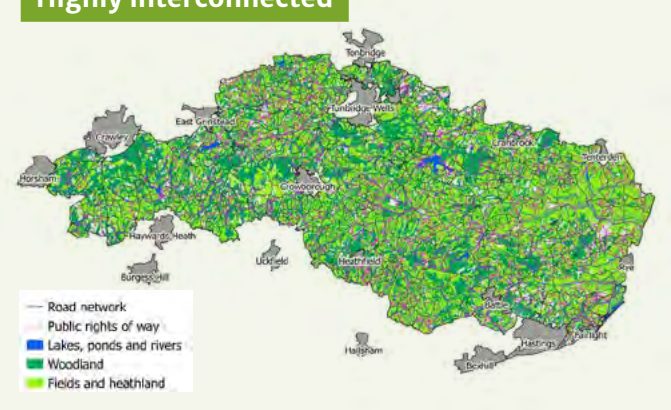 Highly interconnected
Tonbridge
Tunbridge Wells
East Grinstead
Crawley
Cranbrook
Tenterden
Horsham
Crowborough
Haywards Heath
Uckfield
Heathfield
Rye
Burgess Hill
Battle
Hastings
Fairlight
Hailsham
Bexhill
Road network
Public rights of way
Lakes, ponds and rivers
Woodland
Fields and heathland